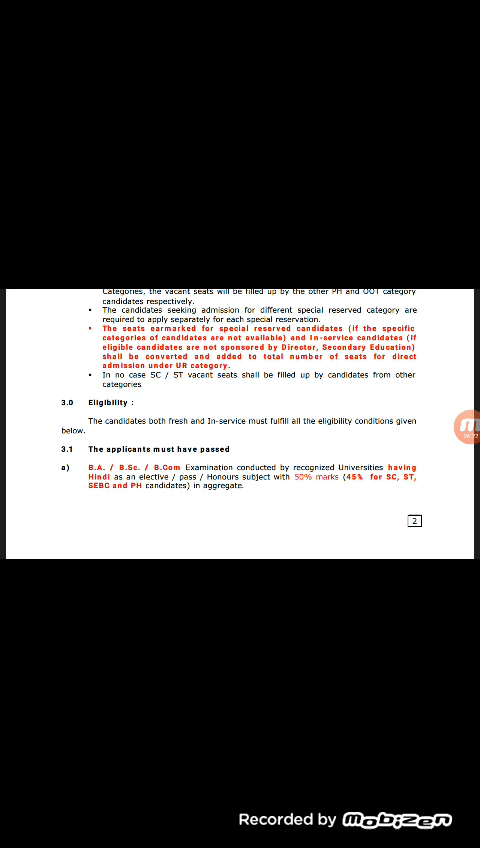 Categories, the vacant seats will be filled up by the other PH and OOT category
candidates respectively.
• The candidates seeking admission for different special reserved category are
required to apply separately for each special reservation.
• The seats earmarked for special reserved candidates (if the specific
categories of candidates are not available) and In-service candidates (if
eligible candidates are not sponsored by Director, Secondary Education)
shall be converted and added to total number of seats for direct
admission under UR category.
• In no case SC / ST vacant seats shall be filled up by candidates from other
categories
3.0 Eligibility :
The candidates both fresh and In-service must fulfill all the eligibility conditions given
below.
3.1 The applicants must have passed
a) B.A. / B.Sc. / B.Com Examination conducted by recognized Universities having
Hindi as an elective / pass / Honours subject with 50% marks (45% for SC, ST,
SEBC and PH candidates) in aggregate.
2
Recorded by Mobizen